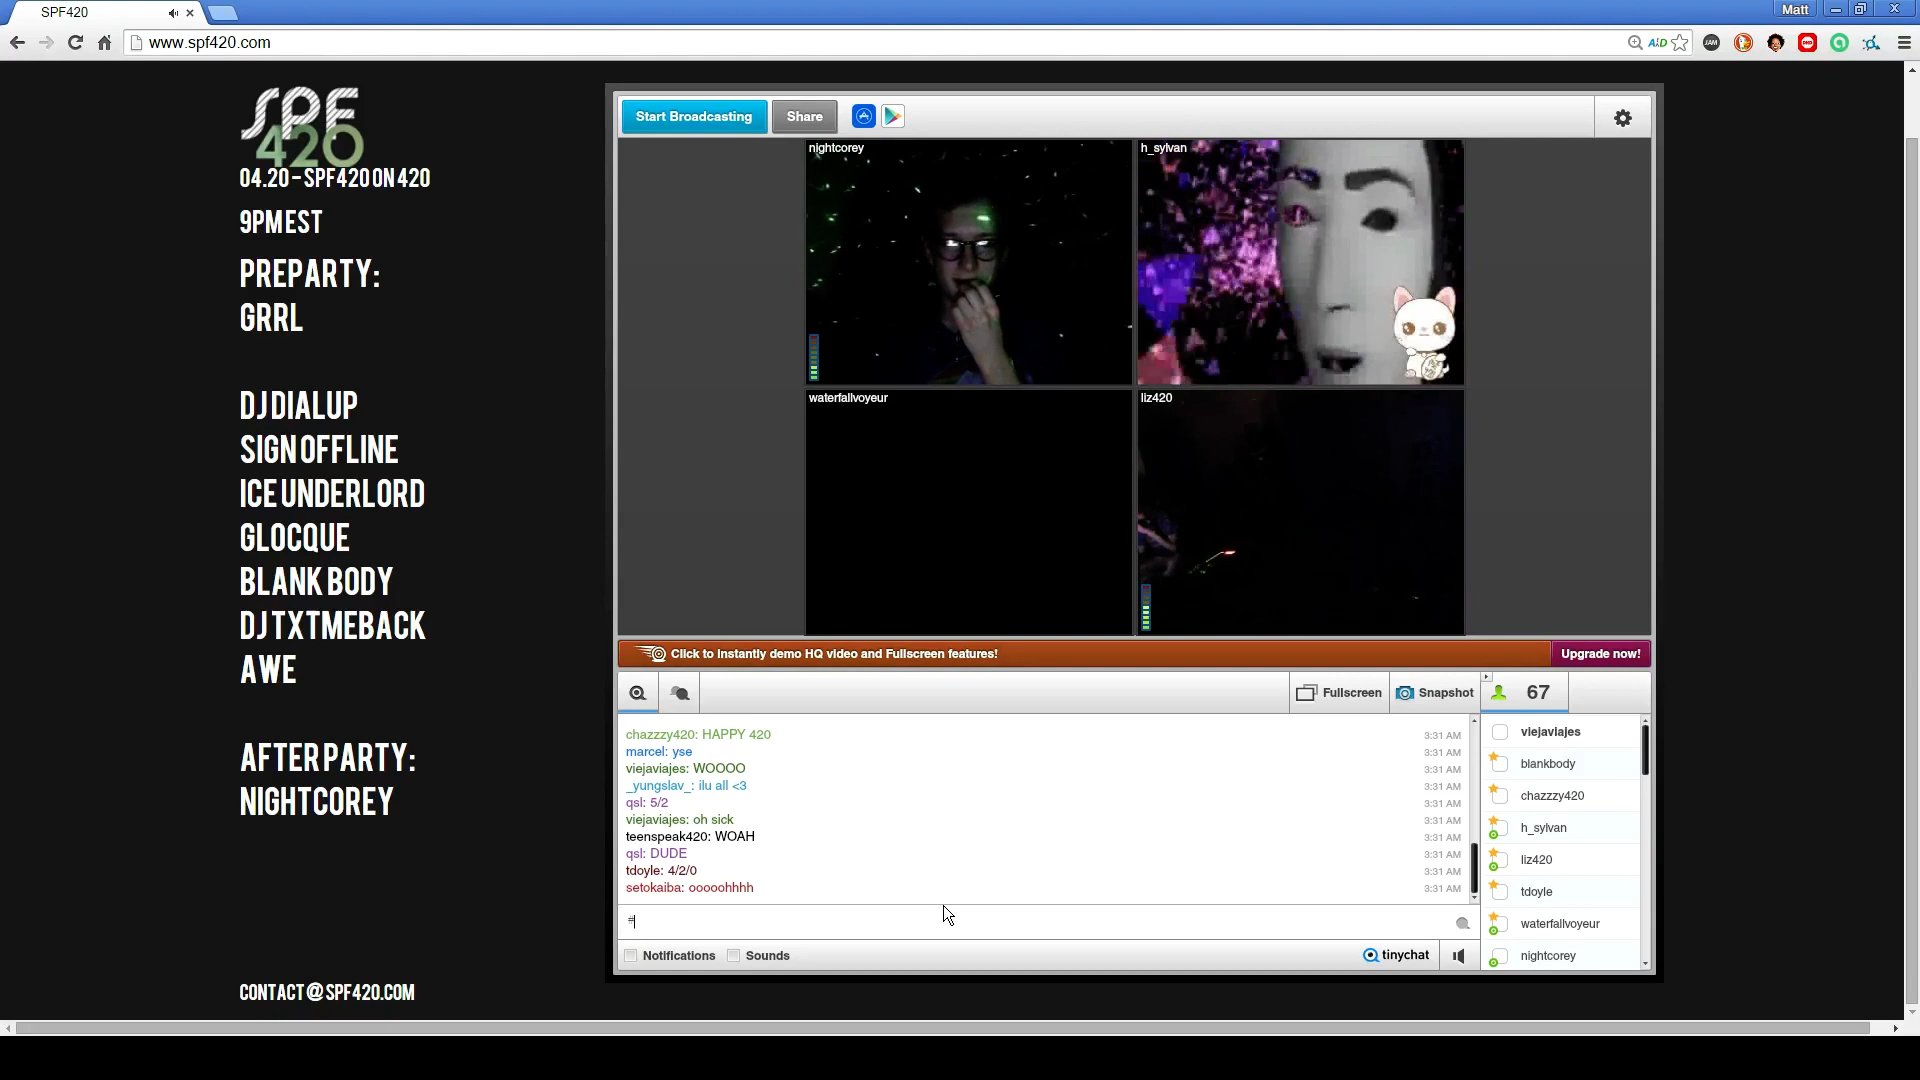 SPF420
Matt
www.spf420.com
SPF
420
04.20 - SPF420 ON 420
9PM EST
PREPARTY:
GRRL
DJ DIALUP
SIGN OFFLINE
ICE UNDERLORD
GLOCQUE
BLANK BODY
DJ TXTMEBACK
AWE
AFTER PARTY:
NIGHTCOREY
CONTACT@SPF420.COM
Start Broadcasting
Share
nightcorey
h_sylvan
waterfallvoyeur
liz420
Click to instantly demo HQ video and Fullscreen features!
Upgrade now!
Fullscreen
Snapshot
67
chazzzy420: HAPPY 420 3:31 AM
marcel: yse 3:31 AM
viejaviajes: WOOOO 3:31 AM
_yungslav_: ilu all <3 3:31 AM
qsl: 5/2 3:31 AM
viejaviajes: oh sick 3:31 AM
teenspeak420: WOAH 3:31 AM
qsl: DUDE 3:31 AM
tdoyle: 4/2/0 3:31 AM
setokaiba: ooooohhhh 3:31 AM
#
Notifications
Sounds
tinychat
viejaviajes
blankbody
chazzzy420
h_sylvan
liz420
tdoyle
waterfallvoyeur
nightcorey